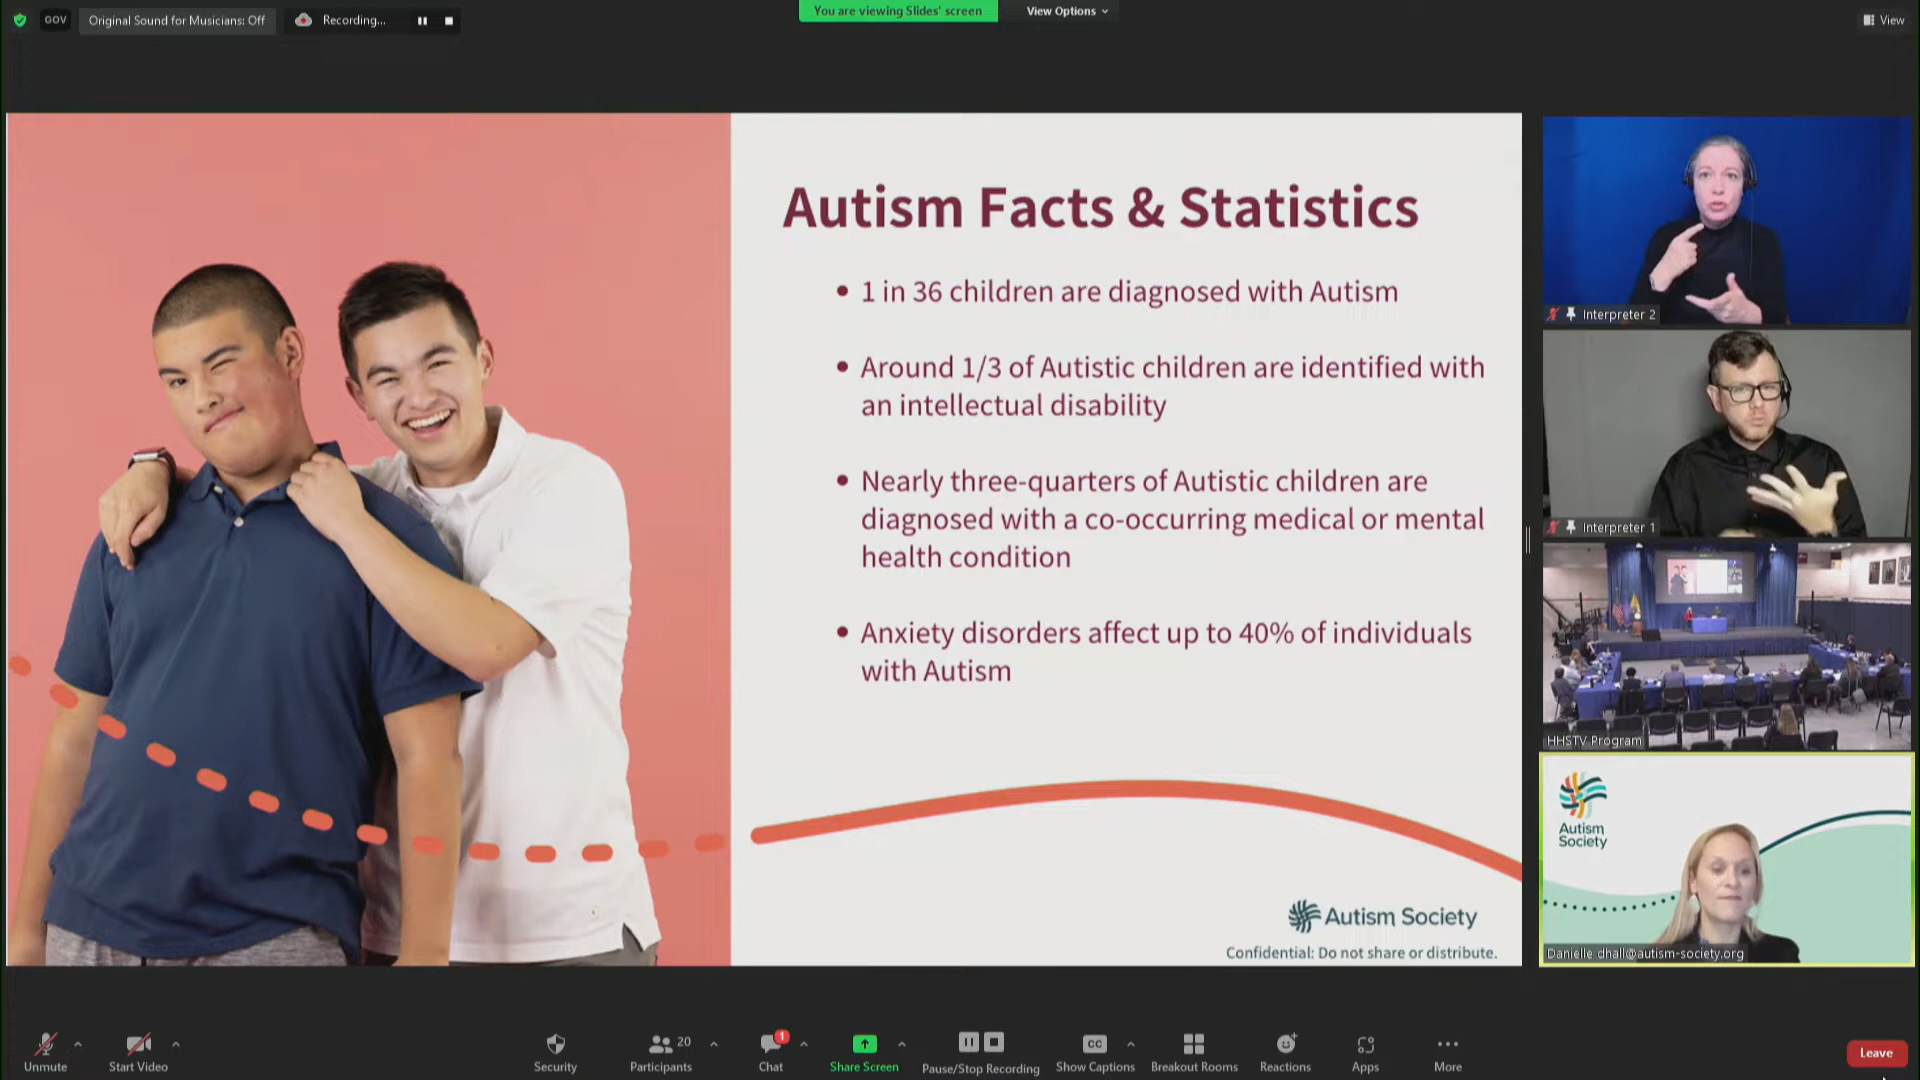 GOV
Original Sound for Musicians: Off
Recording...
You are viewing Slides' screen
View Options
View
Autism Facts & Statistics
• 1 in 36 children are diagnosed with Autism
• Around 1/3 of Autistic children are identified with
an intellectual disability
• Nearly three-quarters of Autistic children are
diagnosed with a co-occurring medical or mental
health condition
• Anxiety disorders affect up to 40% of individuals
with Autism
Autism Society
Confidential: Do not share or distribute.
Interpreter 2
Interpreter 1
HHSTV Program
Autism
Society
Danielle dhall@autism-society.org
Unmute
Start Video
Security
Participants
20
Chat
1
Share Screen
Pause/Stop Recording
CC
Show Captions
Breakout Rooms
Reactions
Apps
More
Leave